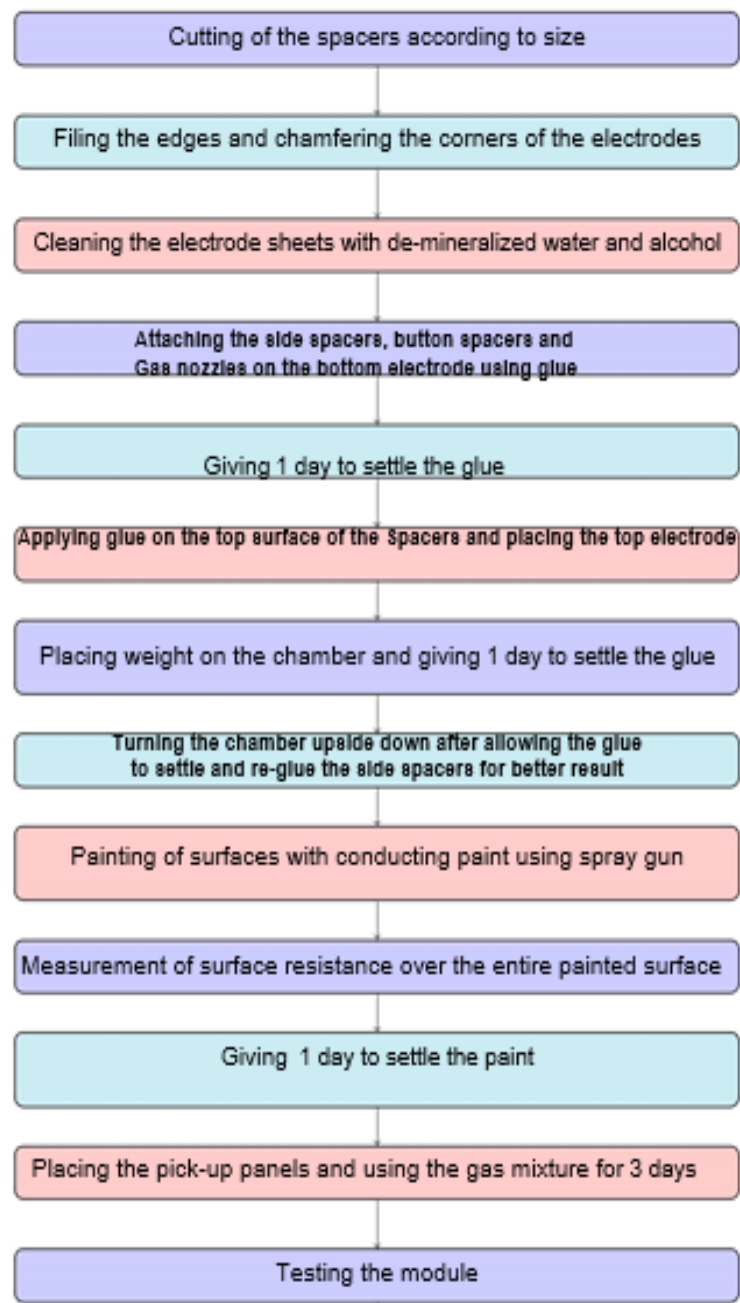 Cutting of the spacers according to size
Filing the edges and chamfering the corners of the electrodes
Cleaning the electrode sheets with de-mineralized water and alcohol
Attaching the side spacers, button spacers and
Gas nozzles on the bottom electrode using glue
Giving 1 day to settle the glue
Applying glue on the top surface of the Spacers and placing the top electrode
Placing weight on the chamber and giving 1 day to settle the glue
Turning the chamber upside down after allowing the glue
to settle and re-glue the side spacers for better result
Painting of surfaces with conducting paint using spray gun
Measurement of surface resistance over the entire painted surface
Giving 1 day to settle the paint
Placing the pick-up panels and using the gas mixture for 3 days
Testing the module